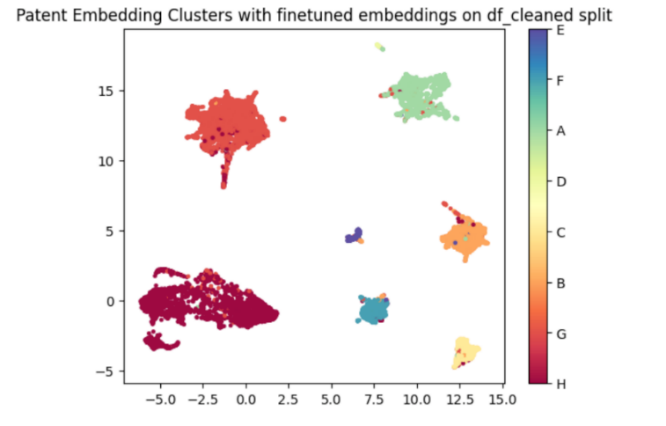 Patent Embedding Clusters with finetuned embeddings on df_cleaned split
E
F
A
D
C
B
G
H
15
10
5
0
−5
−5.0 −2.5 0.0 2.5 5.0 7.5 10.0 12.5 15.0